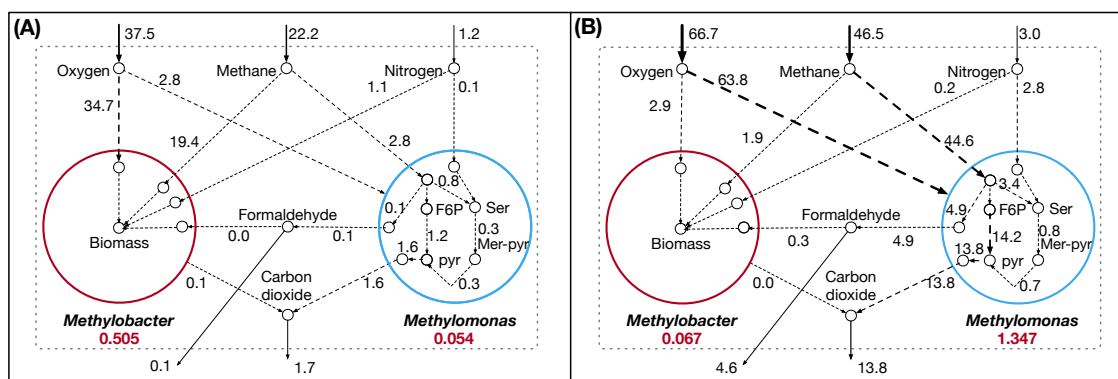 (A)
37.5
22.2
1.2
Oxygen
2.8
Methane
Nitrogen
1.1
0.1
34.7
19.4
2.8
0.8
0.1
F6P
Ser
Formaldehyde
0.3
Biomass
0.0
0.1
1.2
Mer-pyr
1.6
pyr
Carbon
dioxide
0.1
1.6
0.3
Methylobacter
0.505
Methylomonas
0.054
0.1
1.7
(B)
66.7
46.5
3.0
Oxygen
63.8
Methane
Nitrogen
0.2
2.8
2.9
1.9
44.6
3.4
4.9
F6P
Ser
Formaldehyde
0.8
Biomass
0.3
4.9
14.2
Mer-pyr
13.8
pyr
Carbon
dioxide
0.0
13.8
0.7
Methylobacter
0.067
Methylomonas
1.347
4.6
13.8